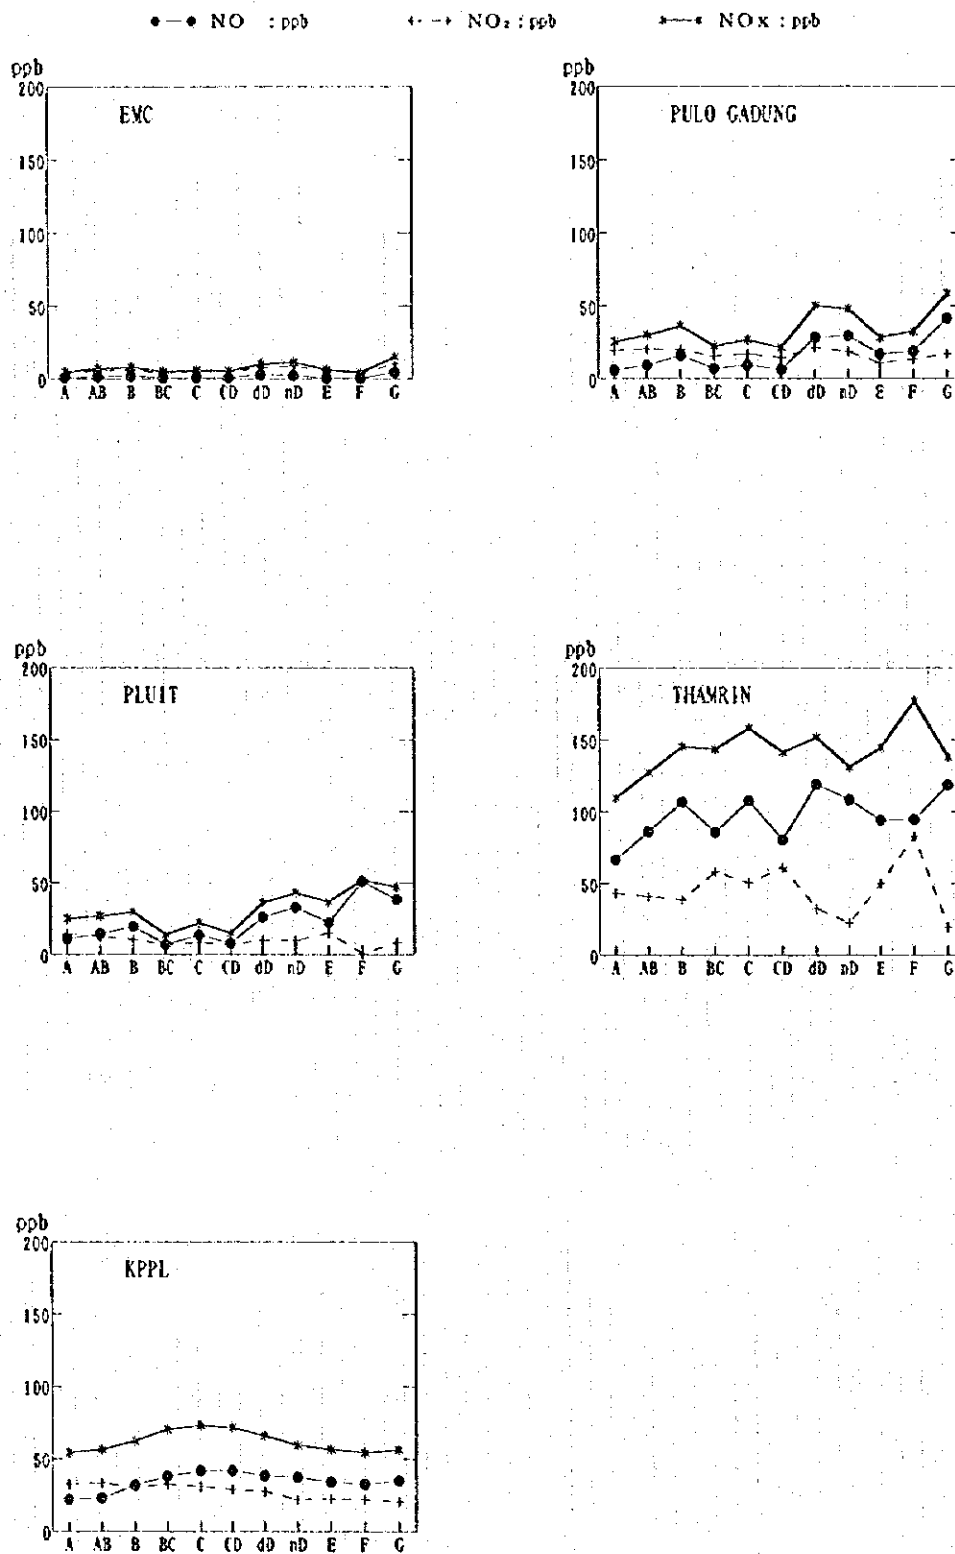 NO : ppb NO₂ : ppb NOx : ppb
ppb ppb
200 200
EMC PULO GADUNG
150 150
100 100
50 50
0 0
A AB B BC C CD dD nD E F G A AB B BC C CD dD nD E F G
ppb ppb
200 200
PLUIT THAMRIN
150 150
100 100
50 50
0 0
A AB B BC C CD dD nD E F G A AB B BC C CD dD nD E F G
ppb
200
KPPL
150
100
50
0
A AB B BC C CD dD nD E F G